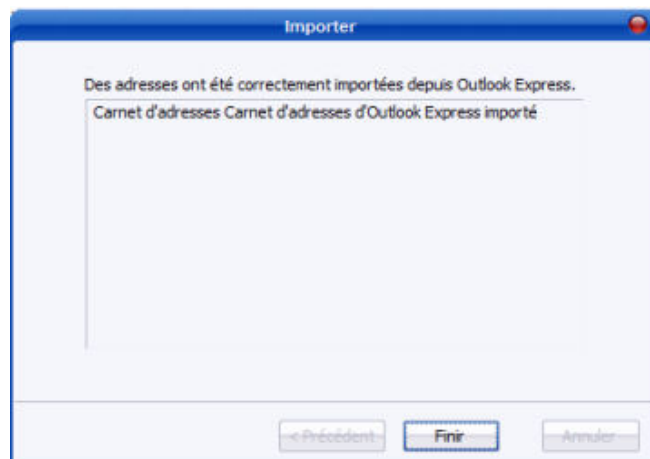 Importer
Des adresses ont été correctement importées depuis Outlook Express.
Carnet d'adresses Carnet d'adresses d'Outlook Express importé
< Précédent
Finir
Annuler